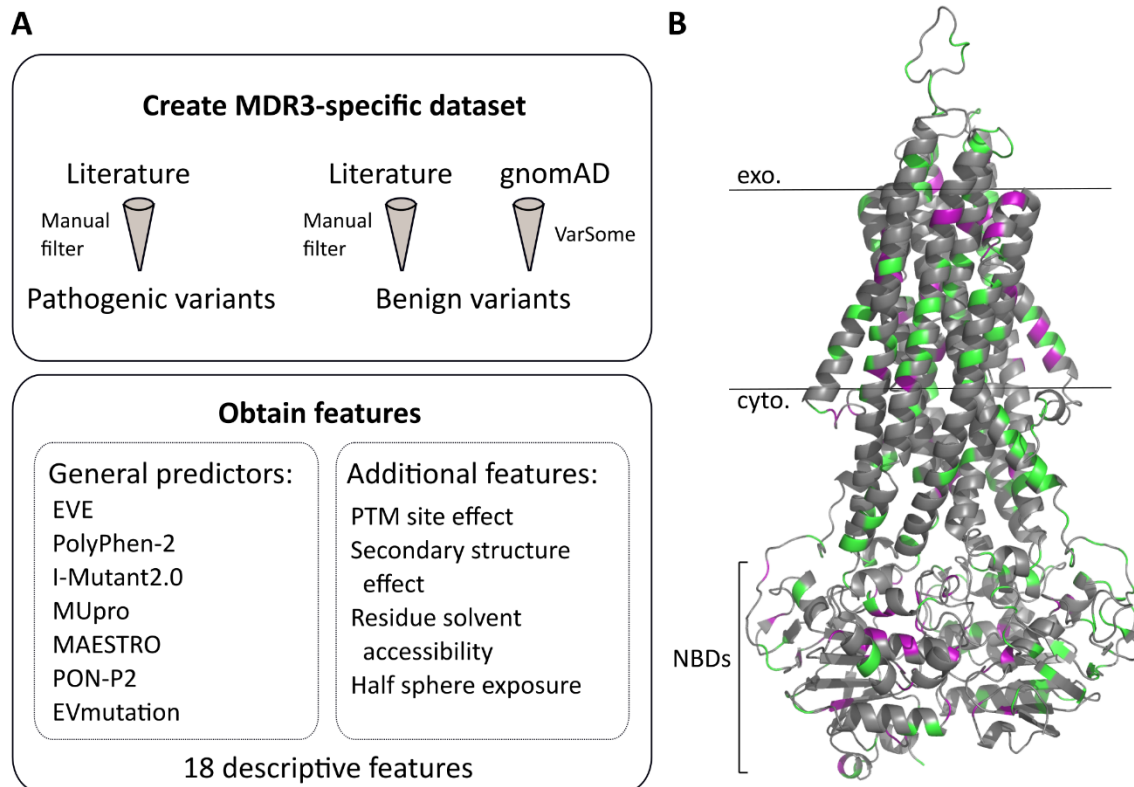 A
Create MDR3-specific dataset
Literature
Manual
filter
Pathogenic variants
Literature
gnomAD
Manual
filter
VarSome
Benign variants
Obtain features
General predictors:
EVE
PolyPhen-2
I-Mutant2.0
MUpro
MAESTRO
PON-P2
EVmutation
Additional features:
PTM site effect
Secondary structure
effect
Residue solvent
accessibility
Half sphere exposure
18 descriptive features
B
exo.
cyto.
NBDs